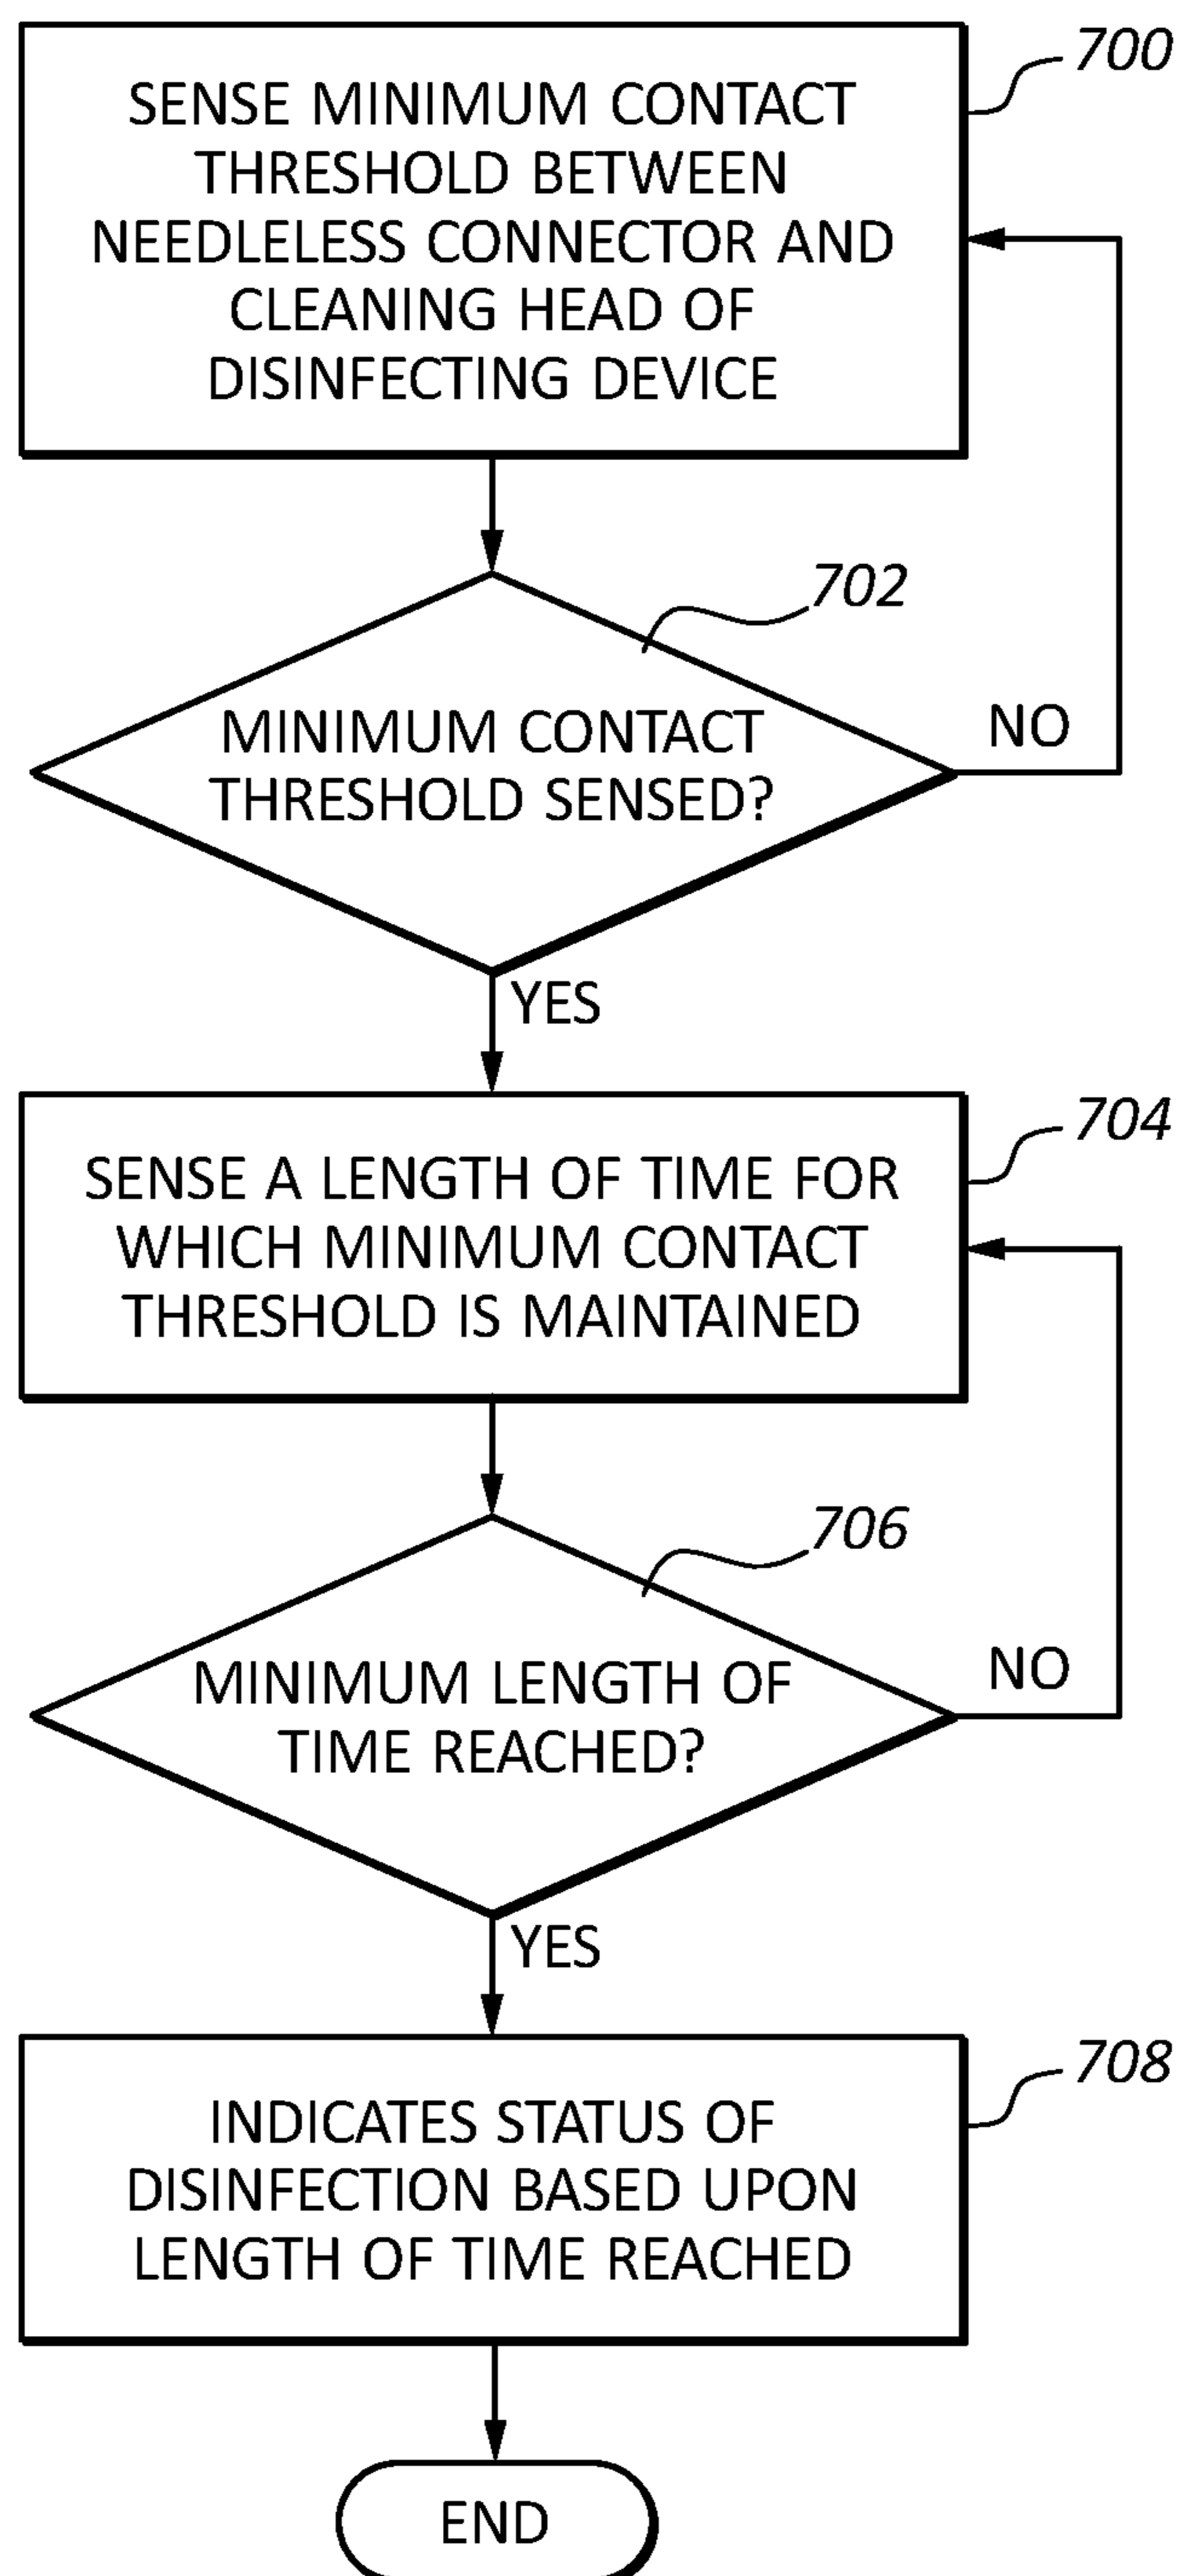 700
SENSE MINIMUM CONTACT
THRESHOLD BETWEEN
NEEDLELESS CONNECTOR AND
CLEANING HEAD OF
DISINFECTING DEVICE
702
MINIMUM CONTACT
THRESHOLD SENSED?
NO
YES
704
SENSE A LENGTH OF TIME FOR
WHICH MINIMUM CONTACT
THRESHOLD IS MAINTAINED
706
MINIMUM LENGTH OF
TIME REACHED?
NO
YES
708
INDICATES STATUS OF
DISINFECTION BASED UPON
LENGTH OF TIME REACHED
END